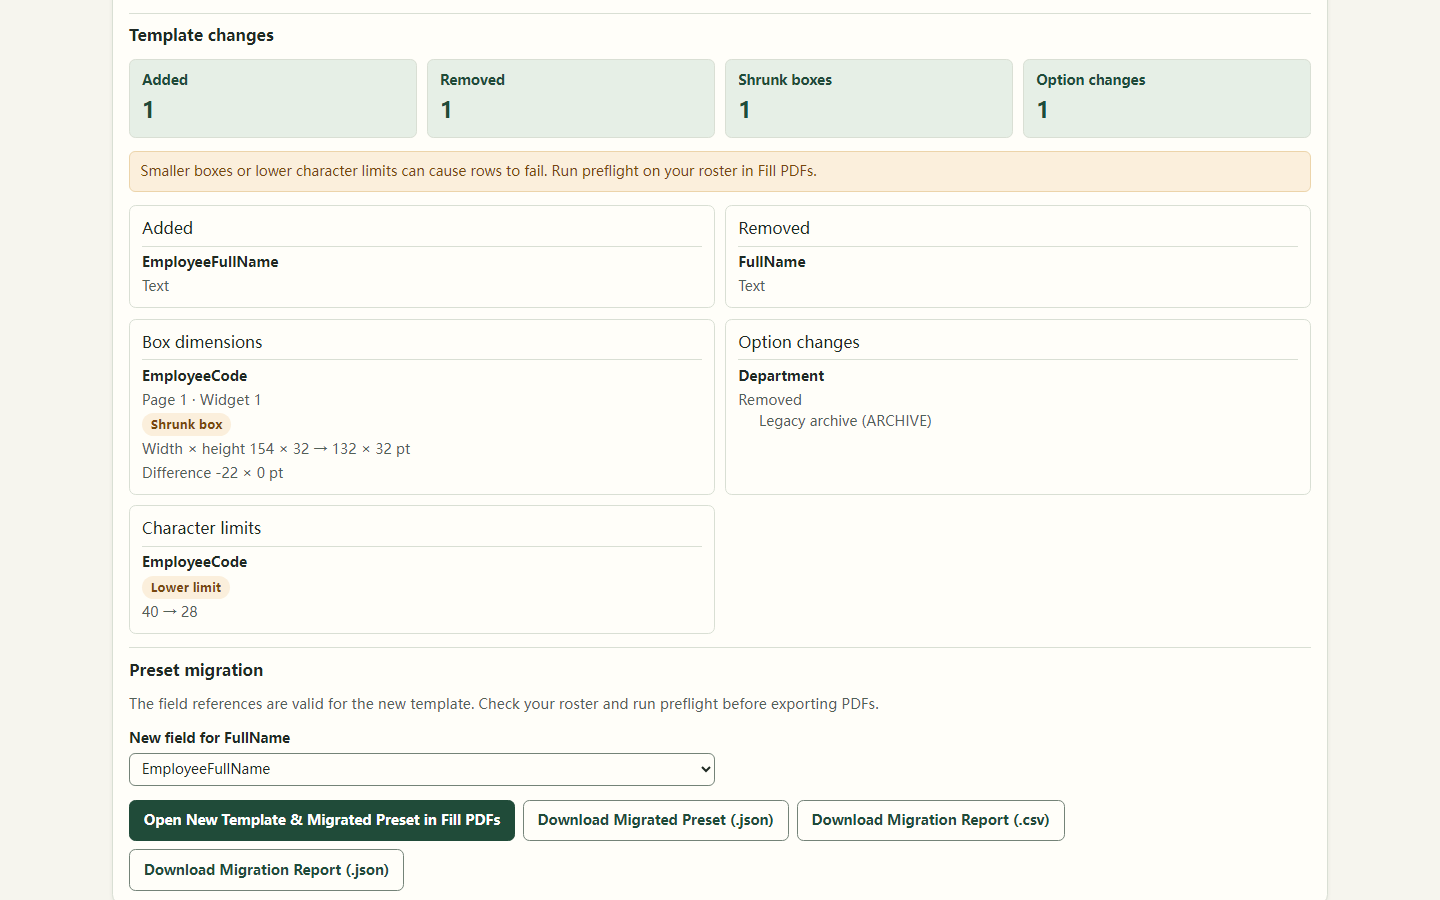 Template changes
Added
1
Removed
1
Shrunk boxes
1
Option changes
1
Smaller boxes or lower character limits can cause rows to fail. Run preflight on your roster in Fill PDFs.
Added
EmployeeFullName
Text
Removed
FullName
Text
Box dimensions
EmployeeCode
Page 1 · Widget 1
Shrunk box
Width × height 154 × 32 → 132 × 32 pt
Difference -22 × 0 pt
Option changes
Department
Removed
Legacy archive (ARCHIVE)
Character limits
EmployeeCode
Lower limit
40 → 28
Preset migration
The field references are valid for the new template. Check your roster and run preflight before exporting PDFs.
New field for FullName
EmployeeFullName
Open New Template & Migrated Preset in Fill PDFs
Download Migrated Preset (.json)
Download Migration Report (.csv)
Download Migration Report (.json)